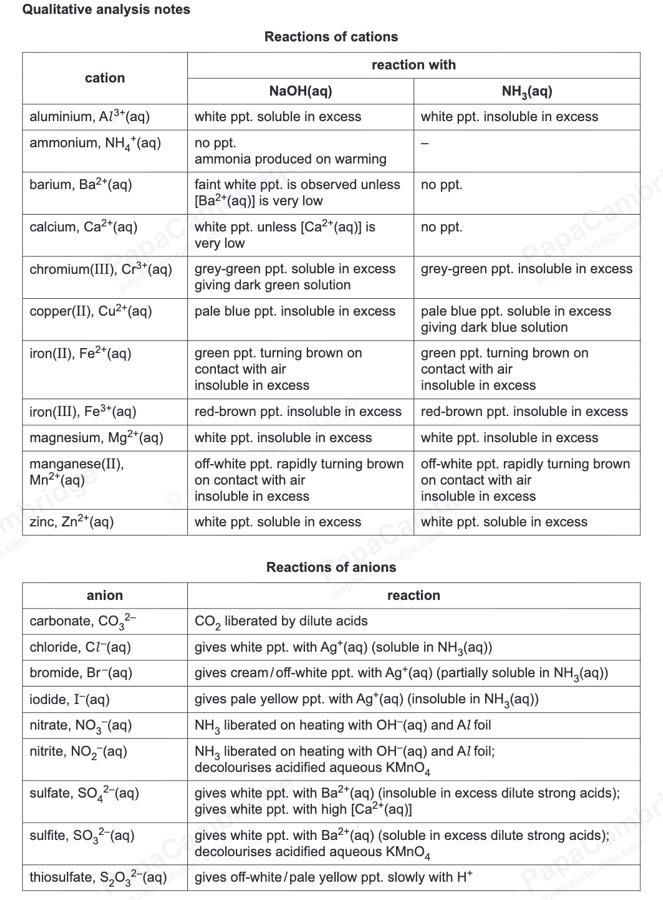 Qualitative analysis notes
Reactions of cations
cation
reaction with
NaOH(aq)
NH₃(aq)
aluminium, Al³⁺(aq)
white ppt. soluble in excess
white ppt. insoluble in excess
ammonium, NH₄⁺(aq)
no ppt.
ammonia produced on warming
–
barium, Ba²⁺(aq)
faint white ppt. is observed unless
[Ba²⁺(aq)] is very low
no ppt.
calcium, Ca²⁺(aq)
white ppt. unless [Ca²⁺(aq)] is
very low
no ppt.
chromium(III), Cr³⁺(aq)
grey-green ppt. soluble in excess
giving dark green solution
grey-green ppt. insoluble in excess
copper(II), Cu²⁺(aq)
pale blue ppt. insoluble in excess
pale blue ppt. soluble in excess
giving dark blue solution
iron(II), Fe²⁺(aq)
green ppt. turning brown on
contact with air
insoluble in excess
green ppt. turning brown on
contact with air
insoluble in excess
iron(III), Fe³⁺(aq)
red-brown ppt. insoluble in excess
red-brown ppt. insoluble in excess
magnesium, Mg²⁺(aq)
white ppt. insoluble in excess
white ppt. insoluble in excess
manganese(II),
Mn²⁺(aq)
off-white ppt. rapidly turning brown
on contact with air
insoluble in excess
off-white ppt. rapidly turning brown
on contact with air
insoluble in excess
zinc, Zn²⁺(aq)
white ppt. soluble in excess
white ppt. soluble in excess
Reactions of anions
anion
reaction
carbonate, CO₃²⁻
CO₂ liberated by dilute acids
chloride, Cl⁻(aq)
gives white ppt. with Ag⁺(aq) (soluble in NH₃(aq))
bromide, Br⁻(aq)
gives cream/off-white ppt. with Ag⁺(aq) (partially soluble in NH₃(aq))
iodide, I⁻(aq)
gives pale yellow ppt. with Ag⁺(aq) (insoluble in NH₃(aq))
nitrate, NO₃⁻(aq)
NH₃ liberated on heating with OH⁻(aq) and Al foil
nitrite, NO₂⁻(aq)
NH₃ liberated on heating with OH⁻(aq) and Al foil;
decolourises acidified aqueous KMnO₄
sulfate, SO₄²⁻(aq)
gives white ppt. with Ba²⁺(aq) (insoluble in excess dilute strong acids);
gives white ppt. with high [Ca²⁺(aq)]
sulfite, SO₃²⁻(aq)
gives white ppt. with Ba²⁺(aq) (soluble in excess dilute strong acids);
decolourises acidified aqueous KMnO₄
thiosulfate, S₂O₃²⁻(aq)
gives off-white/pale yellow ppt. slowly with H⁺
PapaCambridge
papacambridge.com